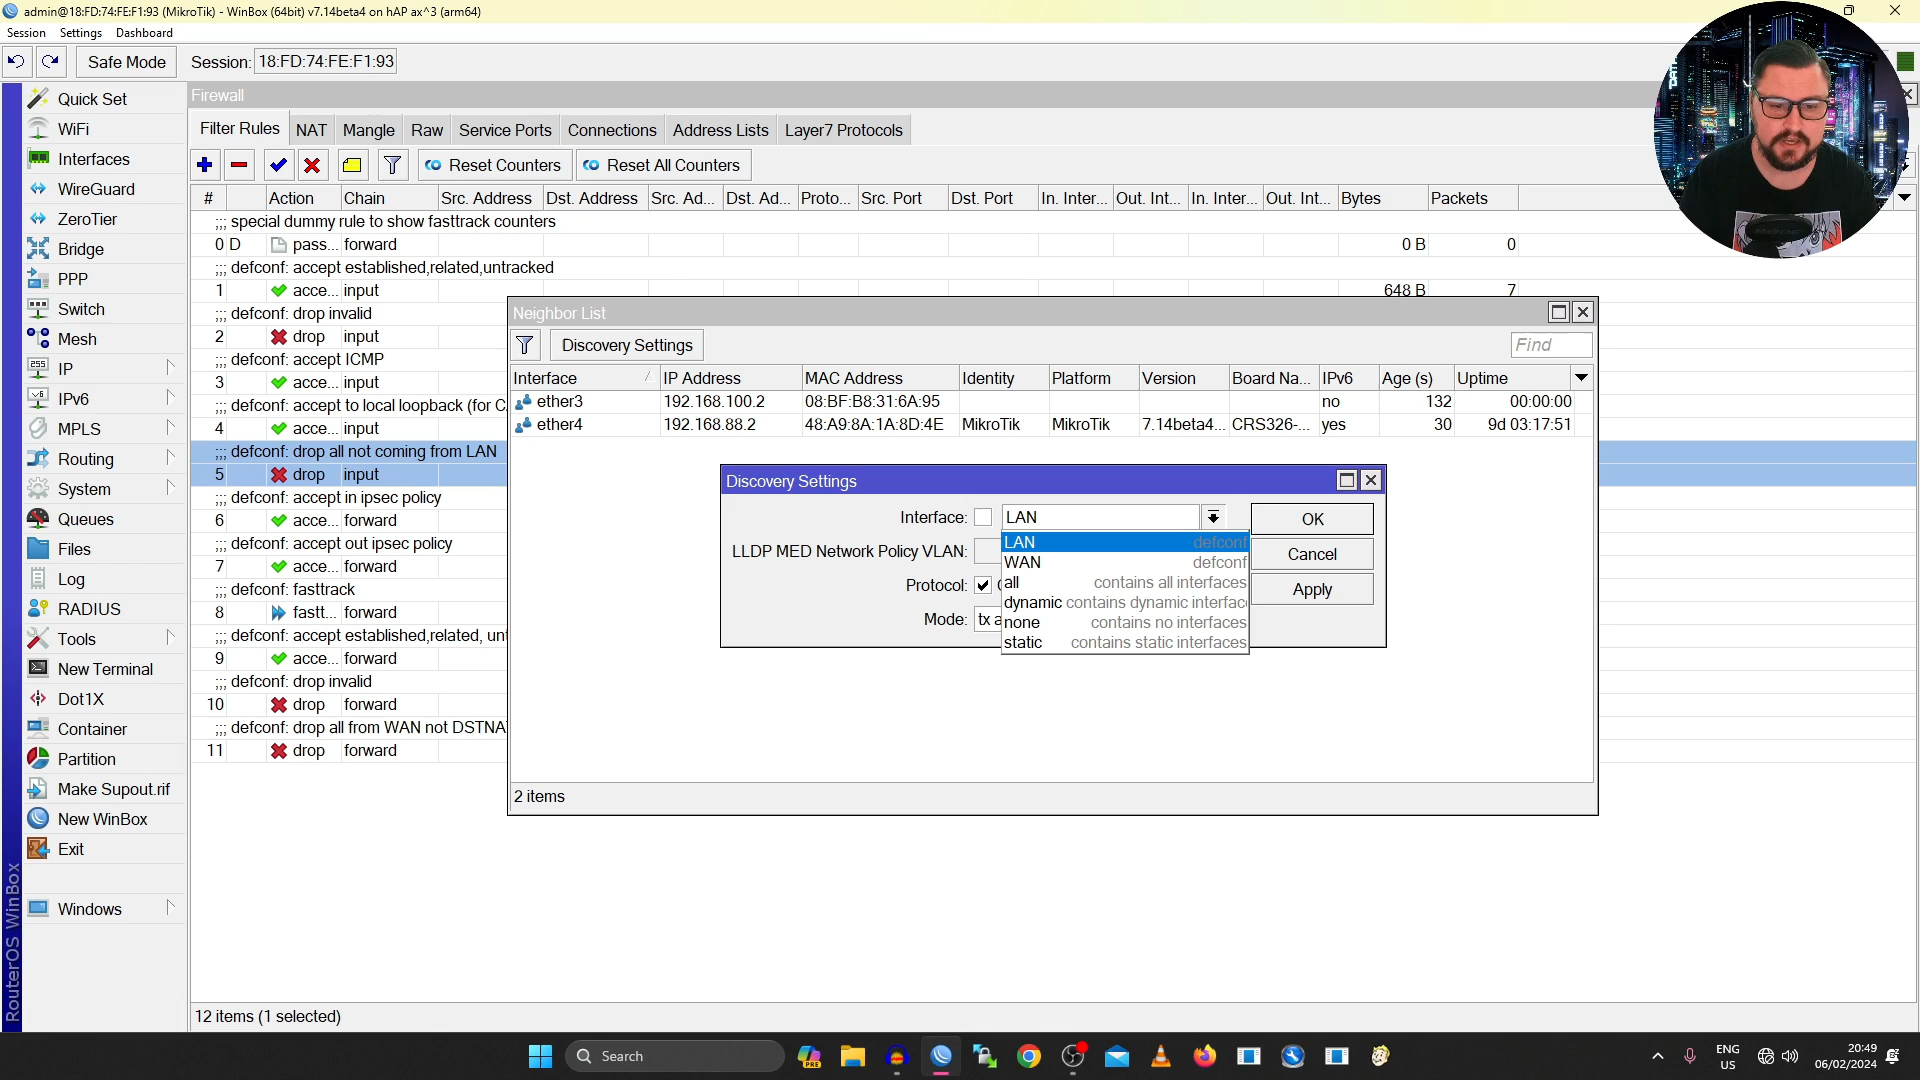 admin@18:FD:74:FE:F1:93 (MikroTik) - WinBox (64bit) v7.14beta4 on hAP ax^3 (arm64)
Session Settings Dashboard
Safe Mode Session: 18:FD:74:FE:F1:93
Quick Set
WiFi
Interfaces
WireGuard
ZeroTier
Bridge
PPP
Switch
Mesh
IP
IPv6
MPLS
Routing
System
Queues
Files
Log
RADIUS
Tools
New Terminal
Dot1X
Container
Partition
Make Supout.rif
New WinBox
Exit
Windows
RouterOS WinBox
Firewall
Filter Rules NAT Mangle Raw Service Ports Connections Address Lists Layer7 Protocols
Reset Counters Reset All Counters
# Action Chain Src. Address Dst. Address Src. Ad... Dst. Ad... Proto... Src. Port Dst. Port In. Inter... Out. Int... In. Inter... Out. Int... Bytes Packets
;;; special dummy rule to show fasttrack counters
0 D pass... forward 0 B 0
;;; defconf: accept established,related,untracked
1 acce... input 648 B 7
;;; defconf: drop invalid
2 drop input
;;; defconf: accept ICMP
3 acce... input
;;; defconf: accept to local loopback (for C
4 acce... input
;;; defconf: drop all not coming from LAN
5 drop input
;;; defconf: accept in ipsec policy
6 acce... forward
;;; defconf: accept out ipsec policy
7 acce... forward
;;; defconf: fasttrack
8 fastt... forward
;;; defconf: accept established,related, unt
9 acce... forward
;;; defconf: drop invalid
10 drop forward
;;; defconf: drop all from WAN not DSTNA
11 drop forward
12 items (1 selected)
Neighbor List
Discovery Settings Find
Interface IP Address MAC Address Identity Platform Version Board Na... IPv6 Age (s) Uptime
ether3 192.168.100.2 08:BF:B8:31:6A:95 no 132 00:00:00
ether4 192.168.88.2 48:A9:8A:1A:8D:4E MikroTik MikroTik 7.14beta4... CRS326-... yes 30 9d 03:17:51
2 items
Discovery Settings
Interface: LAN OK
LLDP MED Network Policy VLAN: Cancel
Protocol: Apply
Mode: tx a
LAN defconf
WAN defconf
all contains all interfaces
dynamic contains dynamic interfac
none contains no interfaces
static contains static interfaces
Search
PRE
ENG
US
20:49
06/02/2024